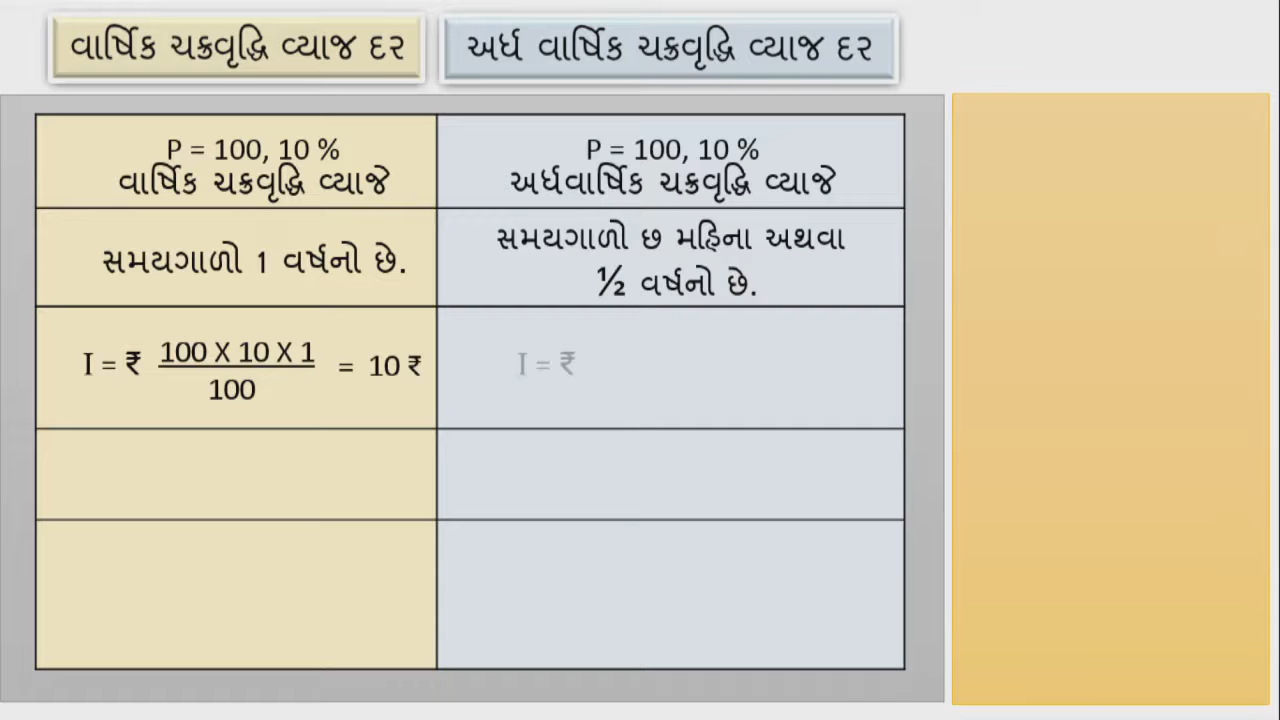 વાર્ષિક ચક્રવૃદ્ધિ વ્યાજ દર
અર્ધ વાર્ષિક ચક્રવૃદ્ધિ વ્યાજ દર
P = 100, 10 %
વાર્ષિક ચક્રવૃદ્ધિ વ્યાજે
P = 100, 10 %
અર્ધવાર્ષિક ચક્રવૃદ્ધિ વ્યાજે
સમયગાળો 1 વર્ષનો છે.
સમયગાળો છ મહિના અથવા
½ વર્ષનો છે.
I = ₹ 100 X 10 X 1 = 10 ₹
100
I = ₹